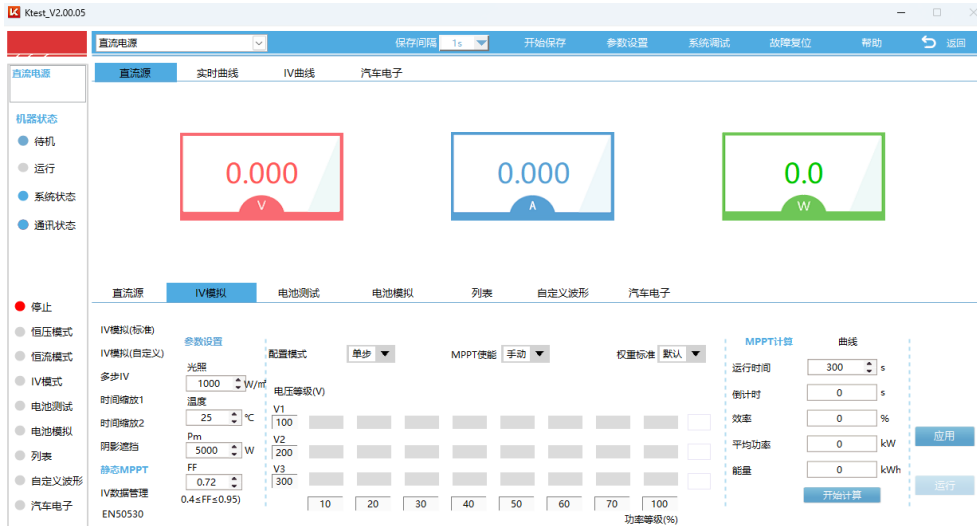 Ktest_V2.00.05
直流电源 保存间隔 1s 开始保存 参数设置 系统调试 故障复位 帮助 返回
直流电源 直流源 实时曲线 IV曲线 汽车电子
机器状态
待机
运行
系统状态
通讯状态
0.000 0.000 0.0
V A W
直流源 IV模拟 电池测试 电池模拟 列表 自定义波形 汽车电子
停止
恒压模式
恒流模式
IV模式
电池测试
电池模拟
列表
自定义波形
汽车电子
IV模拟(标准)
IV模拟(自定义)
多步IV
时间缩放1
时间缩放2
阴影遮挡
静态MPPT
IV数据管理
EN50530
参数设置
光照
1000 W/㎡
温度
25 ℃
Pm
5000 W
FF
0.72
0.4≤FF≤0.95)
配置模式 单步 MPPT使能 手动 权重标准 默认
电压等级(V)
V1
100
V2
200
V3
300
10 20 30 40 50 60 70 100
功率等级(%)
MPPT计算 曲线
运行时间 300 s
倒计时 0 s
效率 0 %
平均功率 0 kW
能量 0 kWh
开始计算
应用
运行